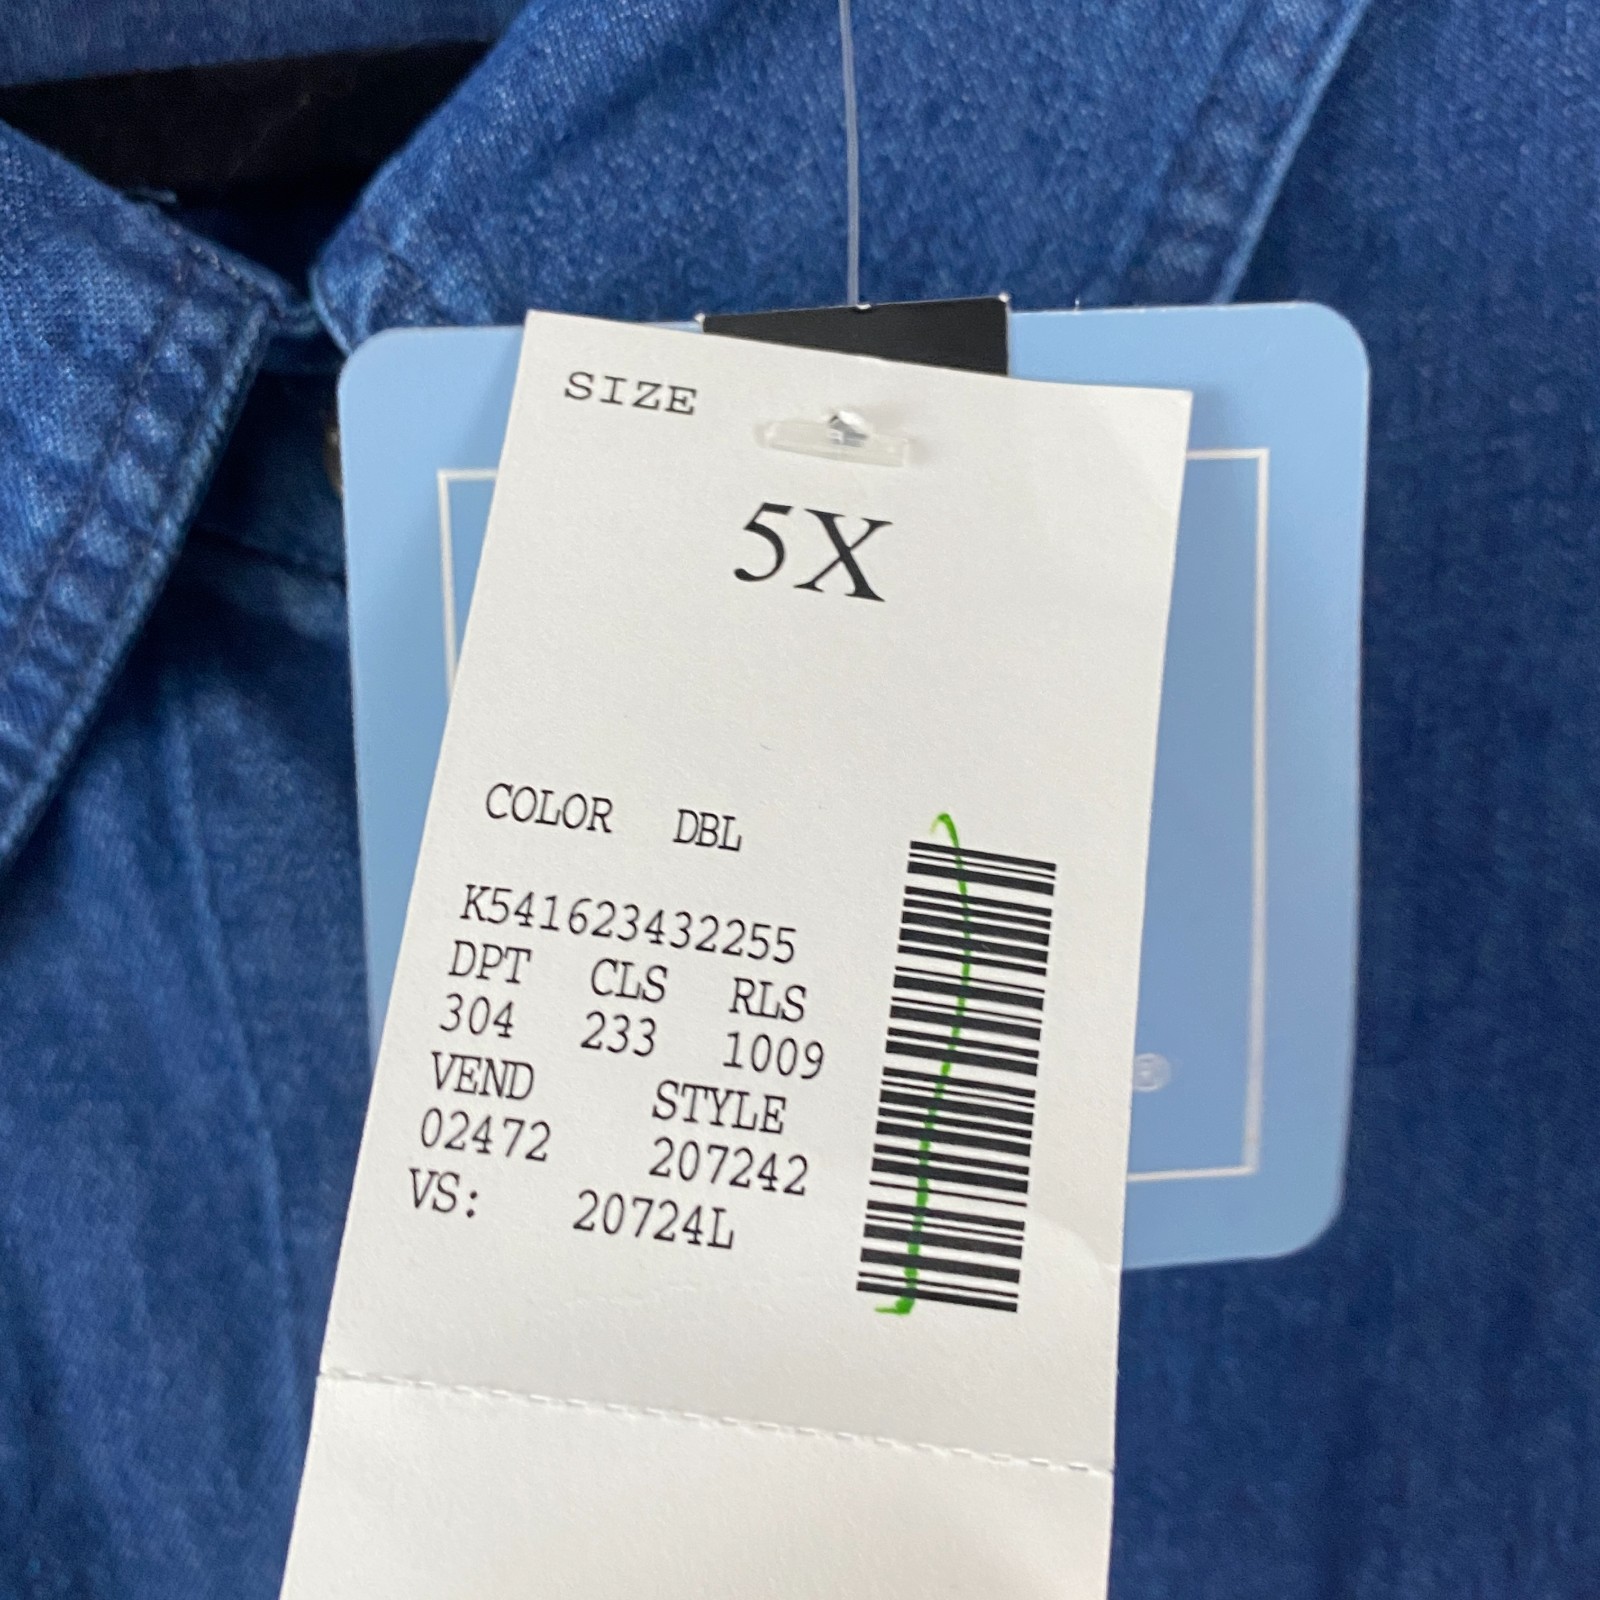 SIZE
5X
COLOR DBL
K541623432255
DPT CLS RLS
304 233 1009
VEND STYLE
02472 207242
VS: 20724L
®